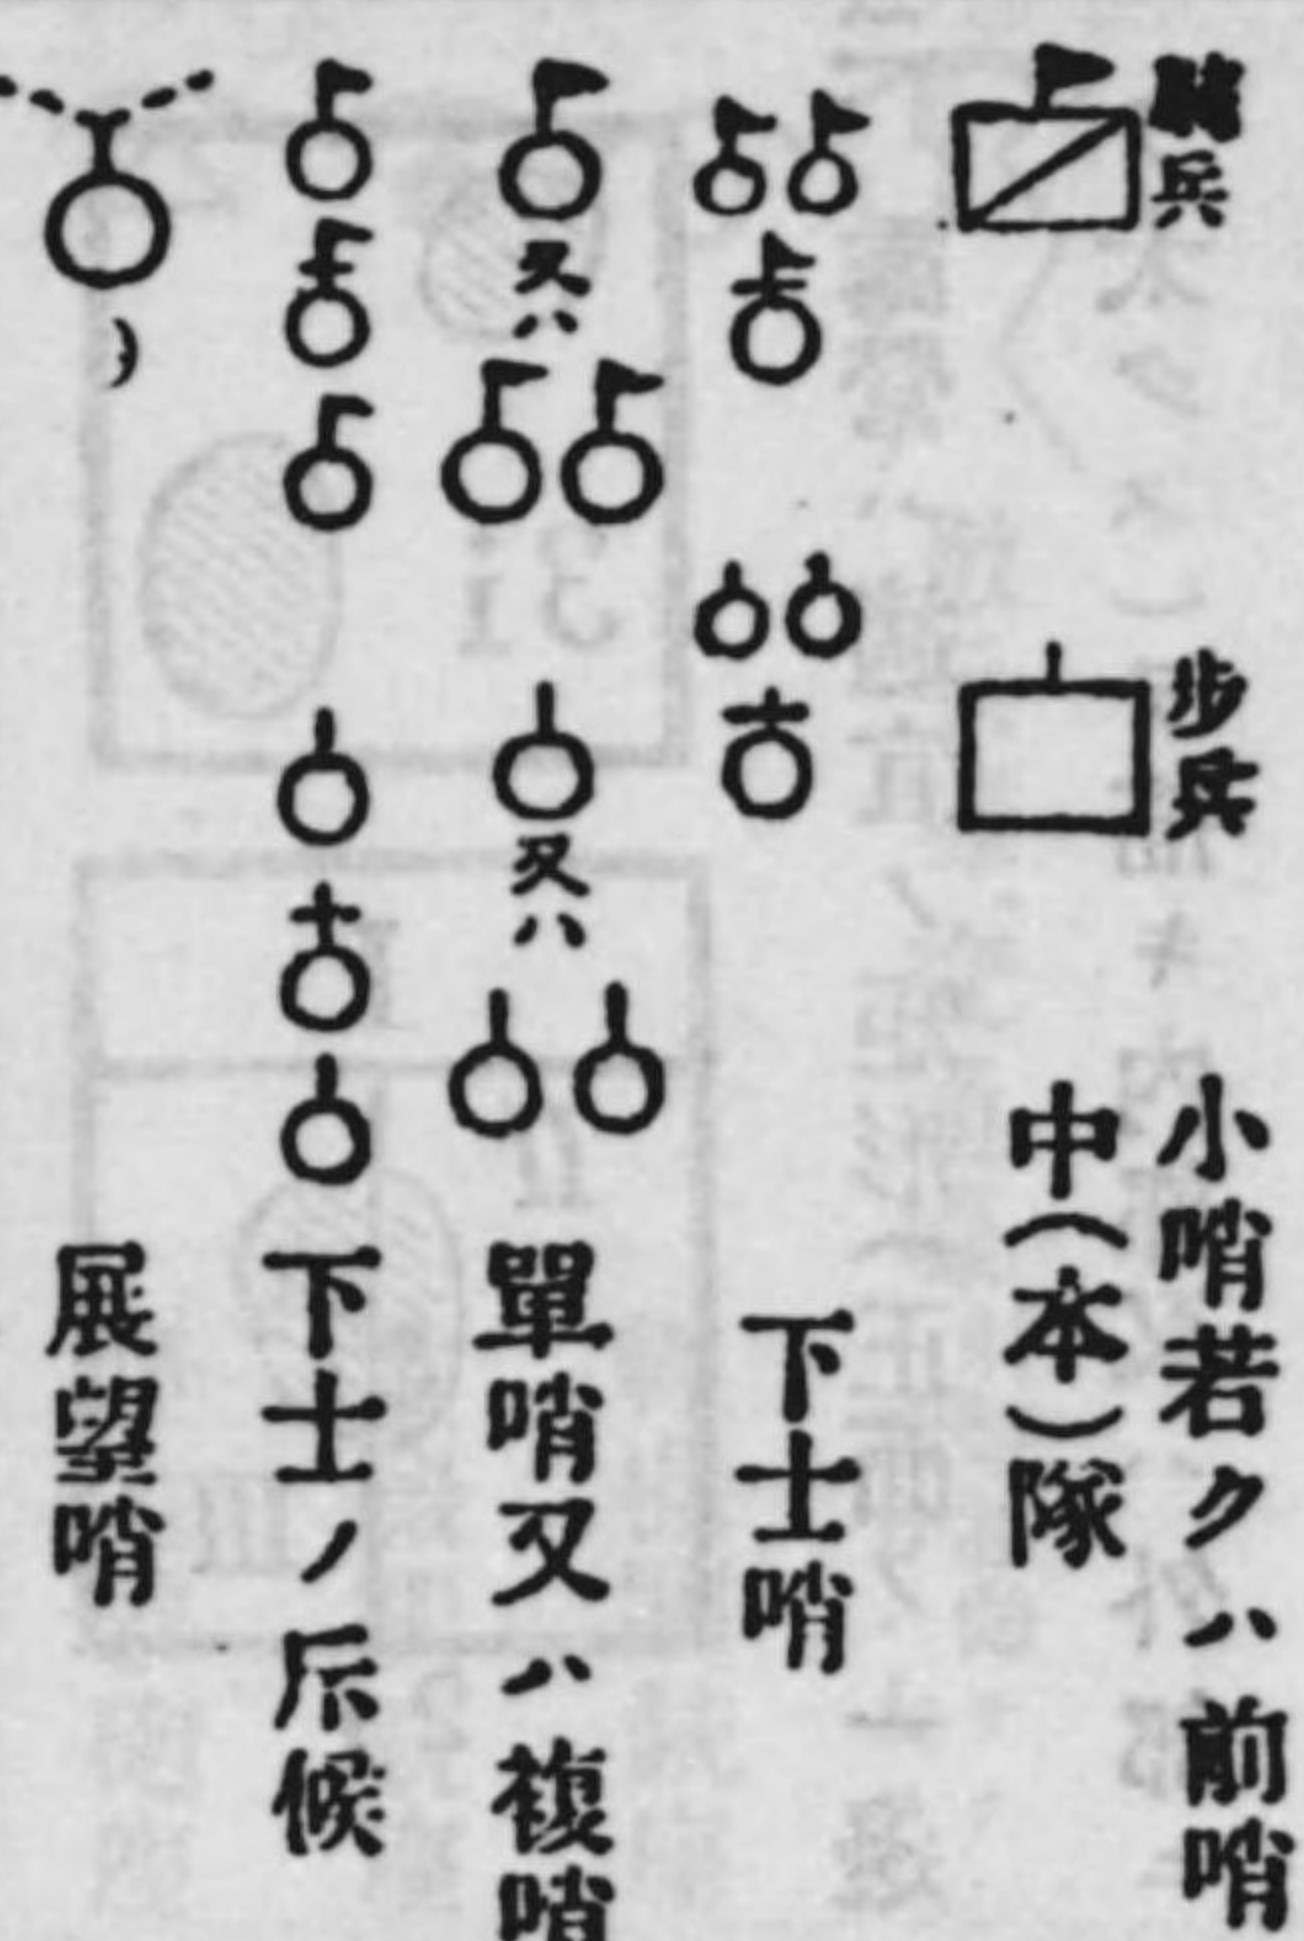 騎兵
步兵
小哨若クハ前哨
中(本)隊
下士哨
又ハ
又ハ
單哨又ハ複哨
下士ノ斥候
展望哨